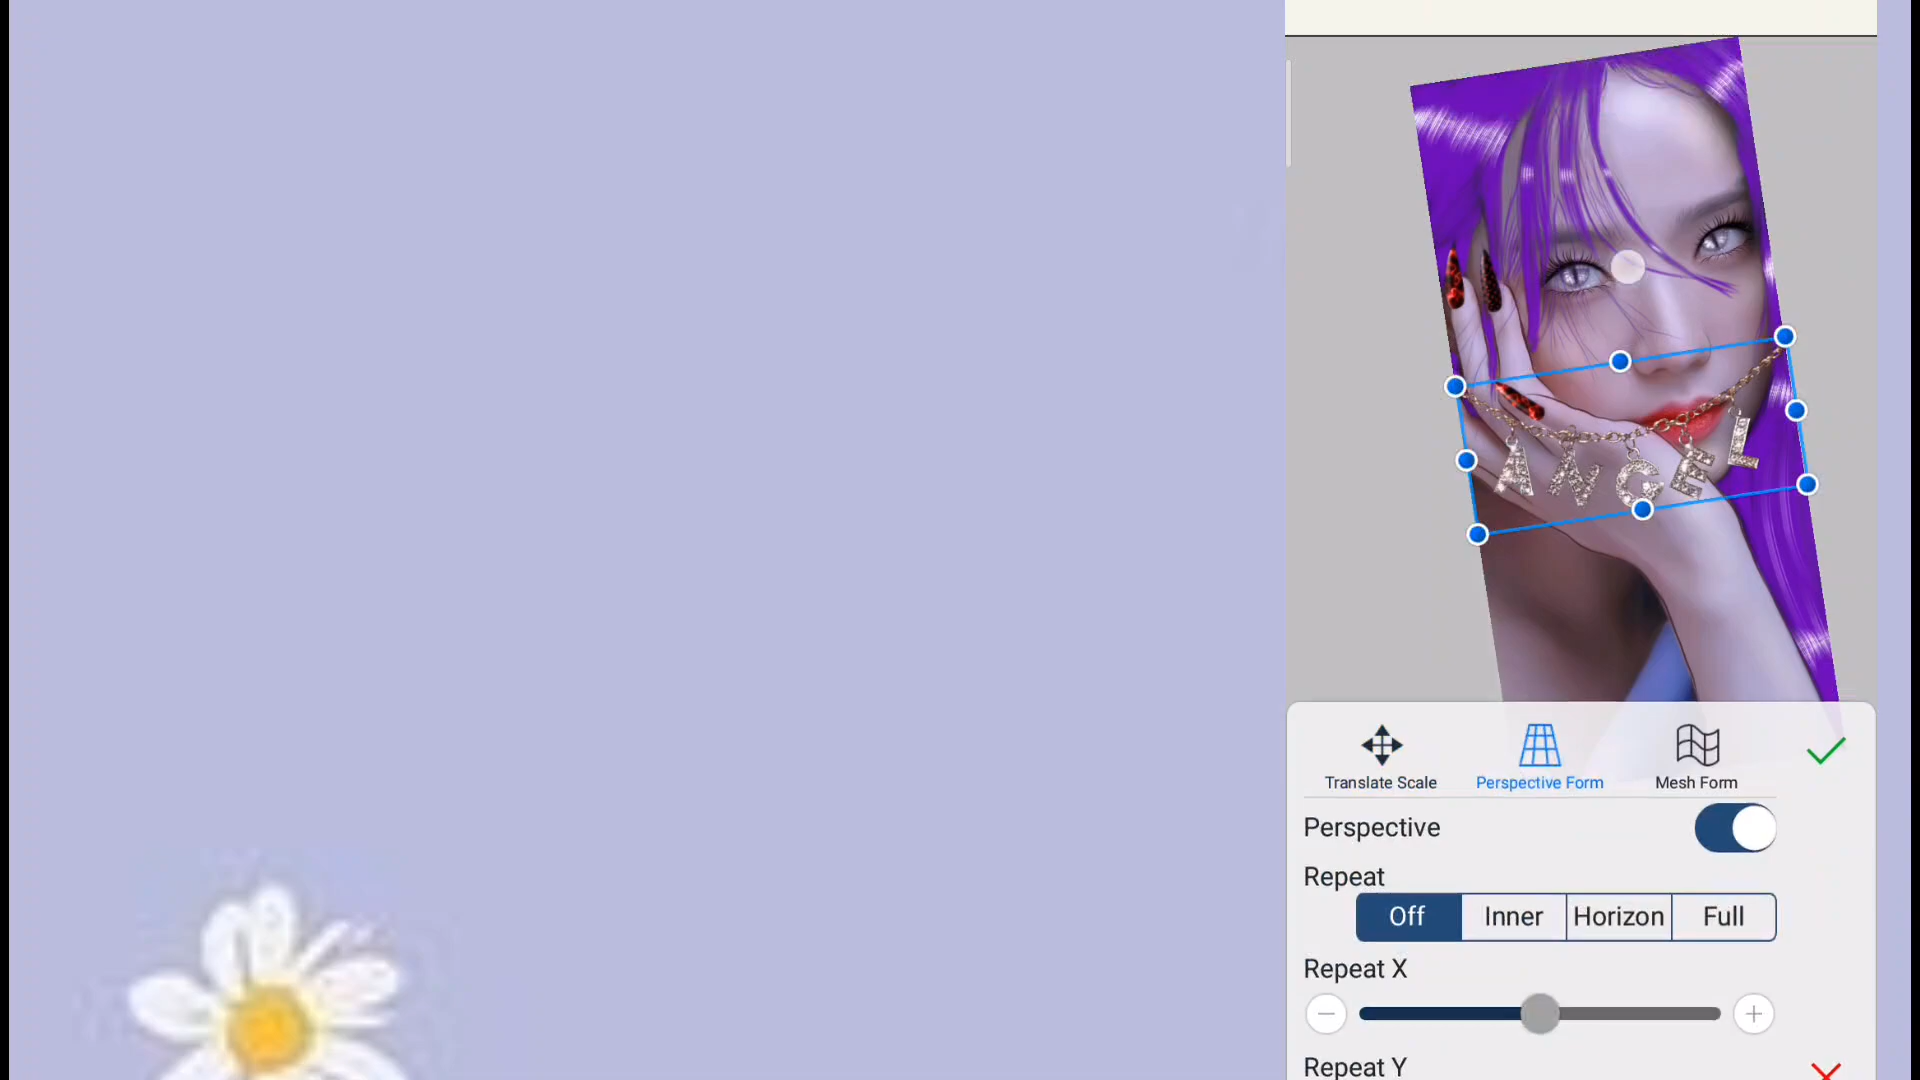 ANGEL
Translate Scale
Perspective Form
Mesh Form
Perspective
Repeat
Off
Inner
Horizon
Full
Repeat X
Repeat Y